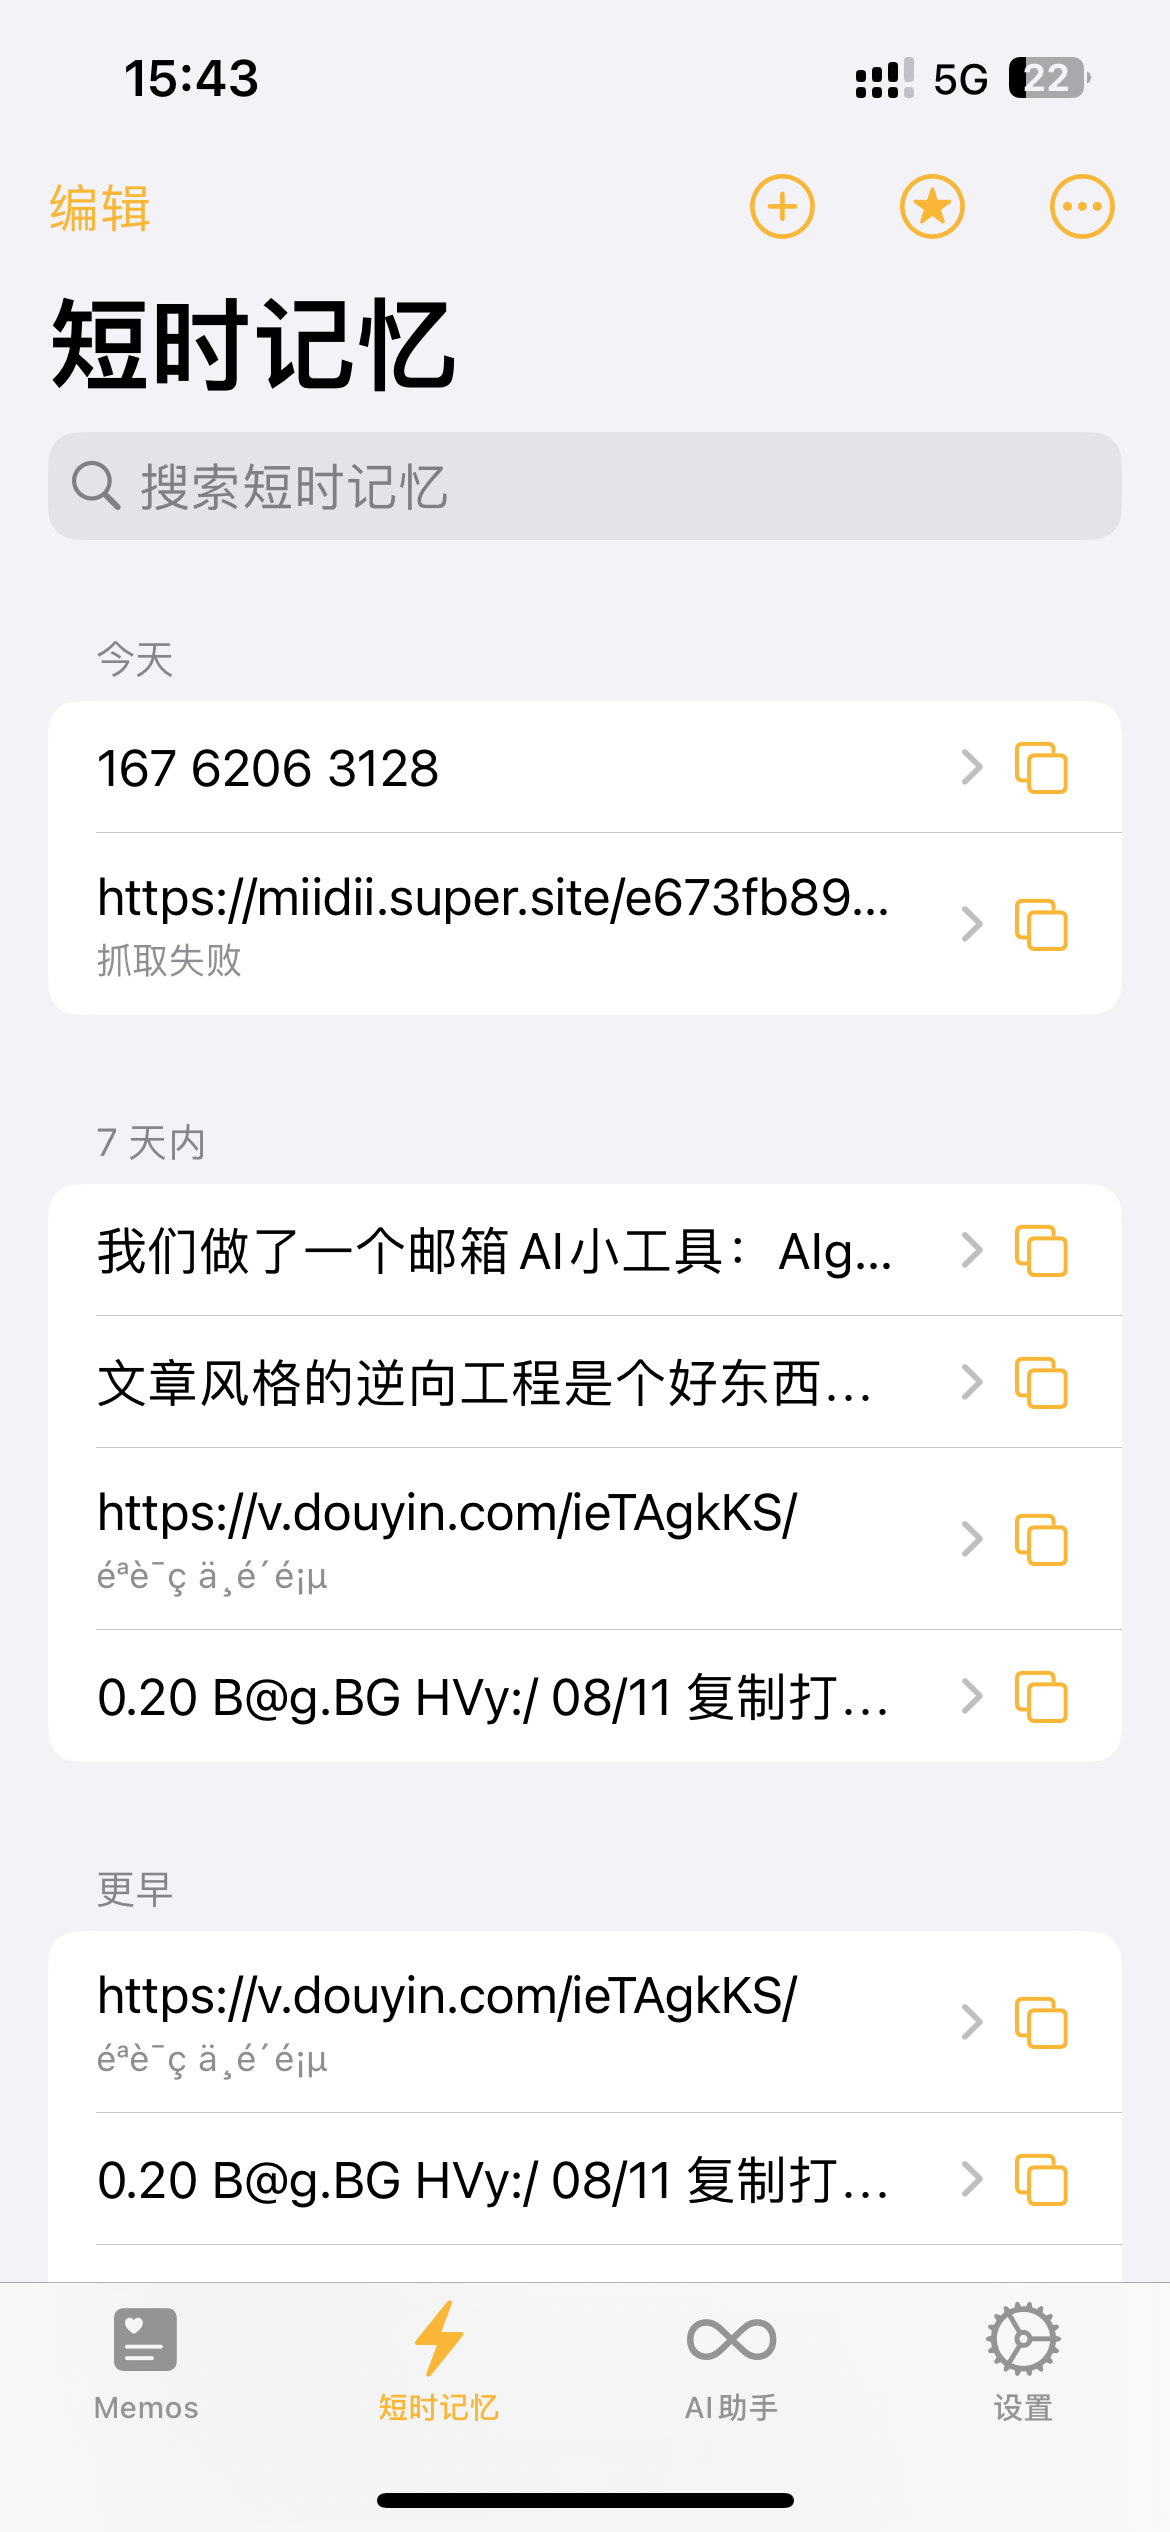 15:43
5G 22
编辑
短时记忆
搜索短时记忆
今天
167 6206 3128
https://miidii.super.site/e673fb89...
抓取失败
7 天内
我们做了一个邮箱 AI 小工具：AIg...
文章风格的逆向工程是个好东西...
https://v.douyin.com/ieTAgkKS/
éªè¯ç ä¸­é´é¡µ
0.20 B@g.BG HVy:/ 08/11 复制打...
更早
https://v.douyin.com/ieTAgkKS/
éªè¯ç ä¸­é´é¡µ
0.20 B@g.BG HVy:/ 08/11 复制打...
Memos
短时记忆
AI 助手
设置